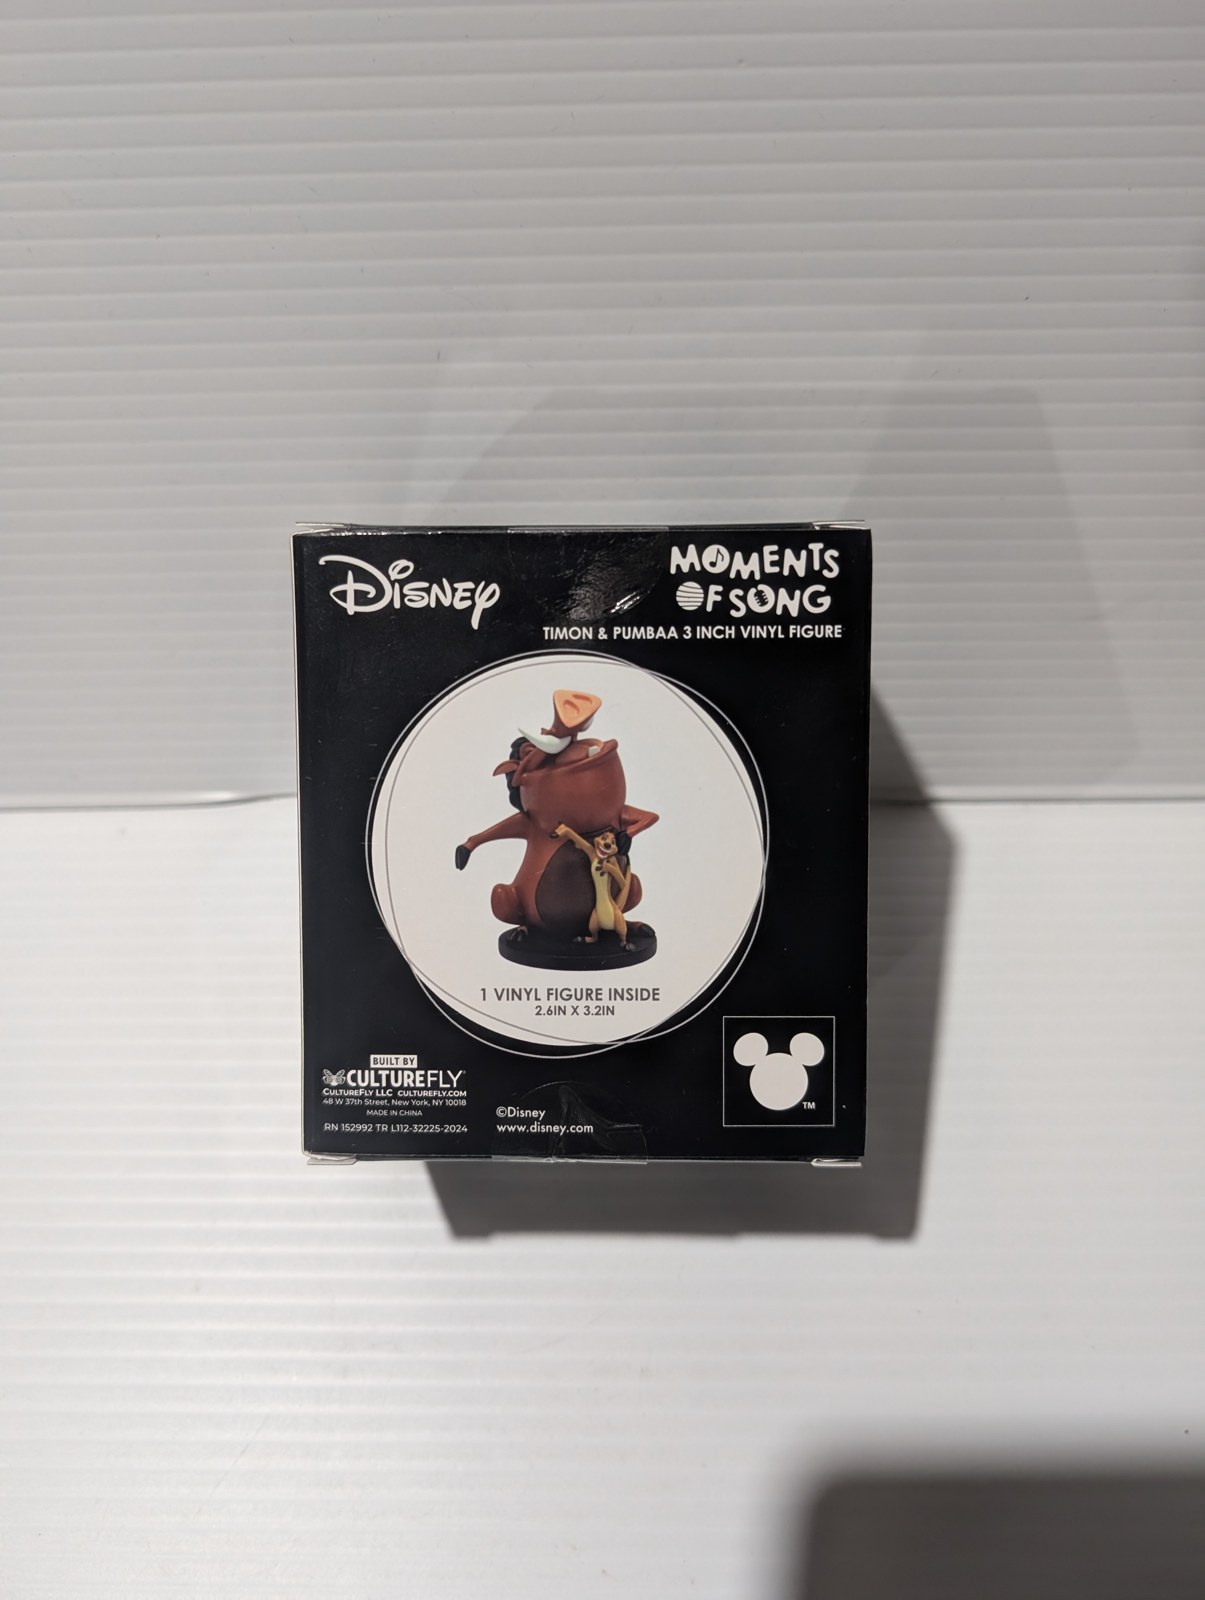 Disney
MOMENTS
OF SONG
TIMON & PUMBAA 3 INCH VINYL FIGURE
1 VINYL FIGURE INSIDE
2.6IN X 3.2IN
BUILT BY
CULTUREFLY®
CULTUREFLY LLC CULTUREFLY.COM
48 W 37th Street, New York, NY 10018
MADE IN CHINA
RN 152992 TR L112-32225-2024
©Disney
www.disney.com
TM